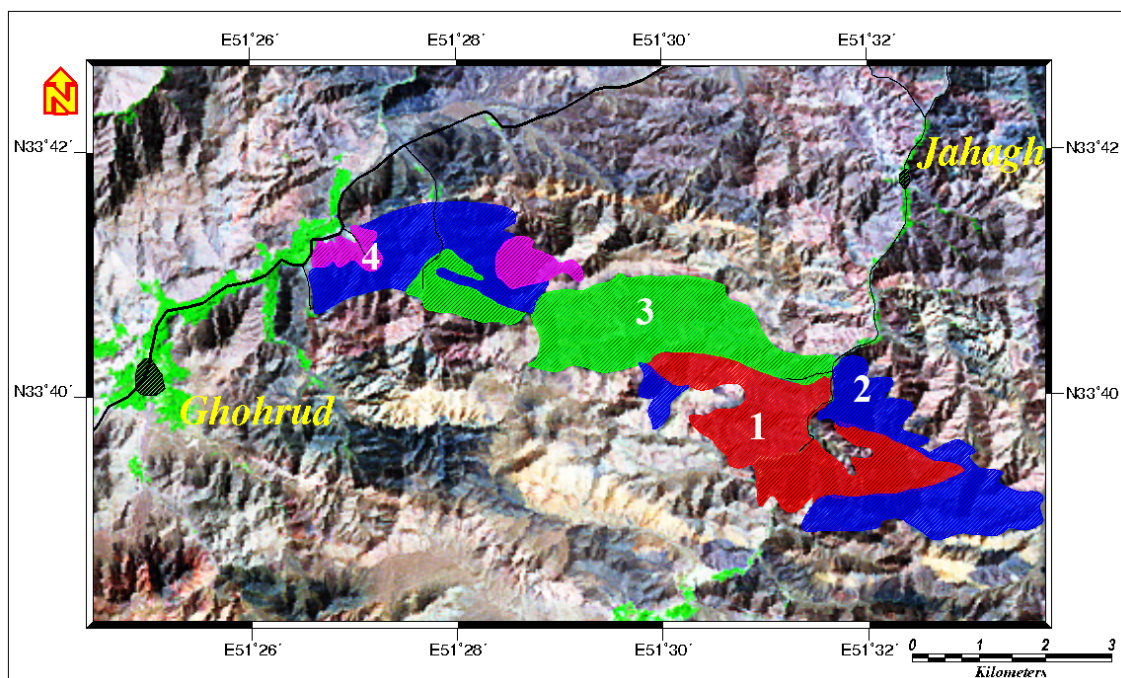 E51°26′ E51°28′ E51°30′ E51°32′
N
N33°42′ N33°42′
Jahagh
4
3
N33°40′ N33°40′
2
Ghohrud
1
E51°26′ E51°28′ E51°30′ E51°32′
0 1 2 3
Kilometers